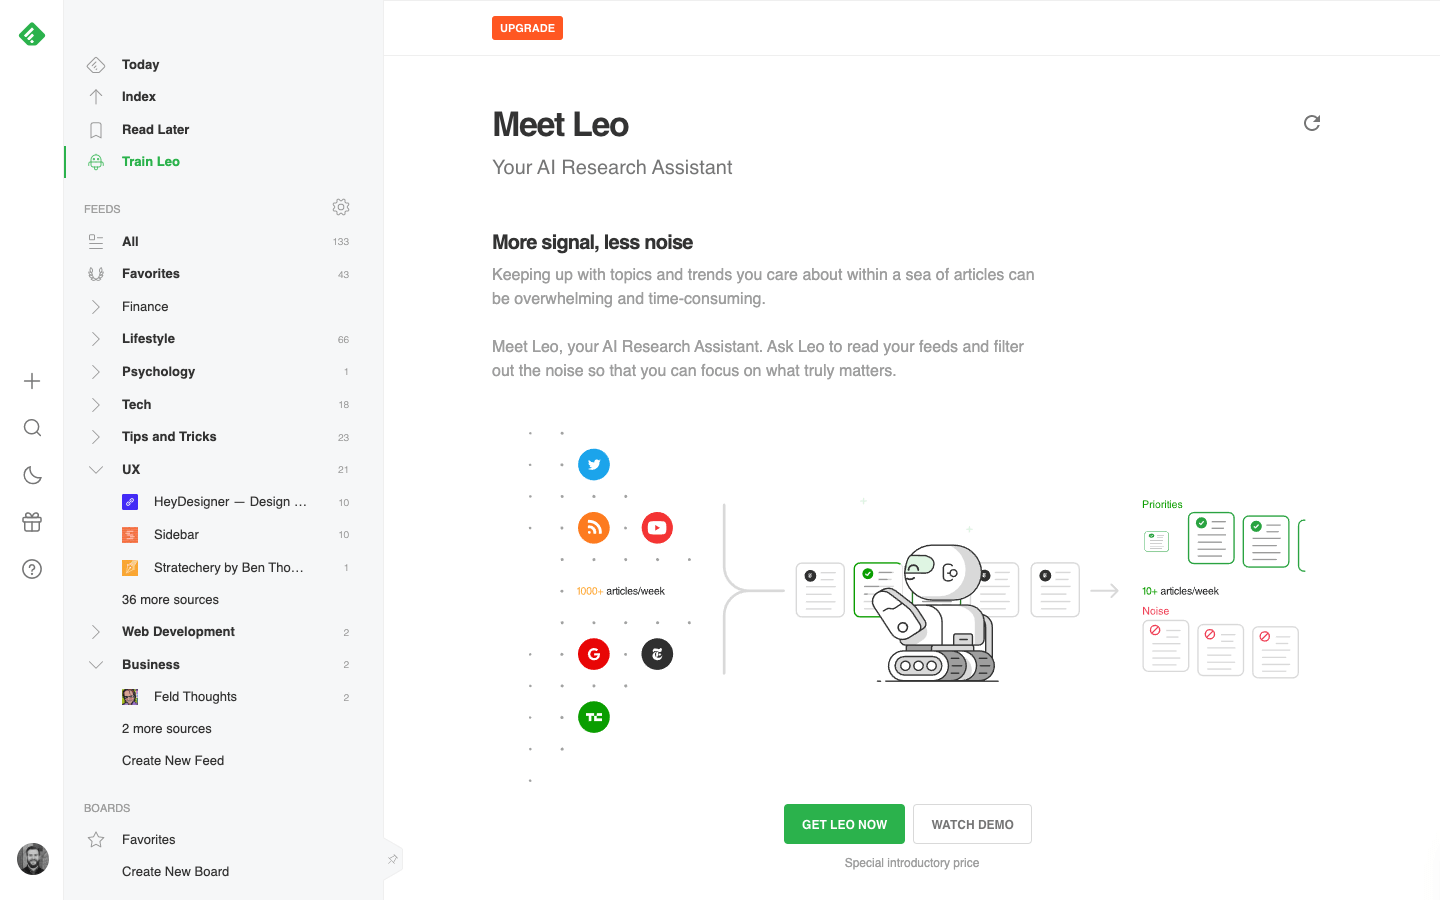 UPGRADE
Today
Index
Read Later
Train Leo
FEEDS
All 133
Favorites 43
Finance
Lifestyle 66
Psychology 1
Tech 18
Tips and Tricks 23
UX 21
HeyDesigner — Design ... 10
Sidebar 10
Stratechery by Ben Tho... 1
36 more sources
Web Development 2
Business 2
Feld Thoughts 2
2 more sources
Create New Feed
BOARDS
Favorites
Create New Board
Meet Leo
Your AI Research Assistant
More signal, less noise
Keeping up with topics and trends you care about within a sea of articles can
be overwhelming and time-consuming.
Meet Leo, your AI Research Assistant. Ask Leo to read your feeds and filter
out the noise so that you can focus on what truly matters.
1000+ articles/week
G
T
TC
Priorities
10+ articles/week
Noise
GET LEO NOW
WATCH DEMO
Special introductory price